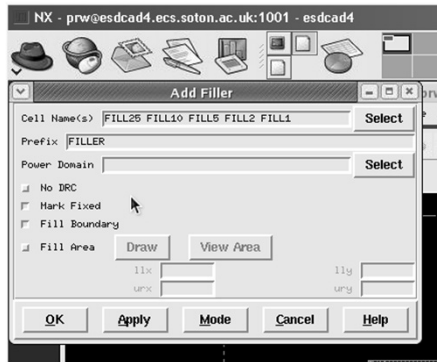 NX - prw@esdcad4.ecs.soton.ac.uk:1001 - esdcad4
Add Filler
Cell Name(s) FILL25 FILL10 FILL5 FILL2 FILL1 Select
Prefix FILLER
Power Domain Select
No DRC
Mark Fixed
Fill Boundary
Fill Area Draw View Area
llx lly
urx ury
OK Apply Mode Cancel Help